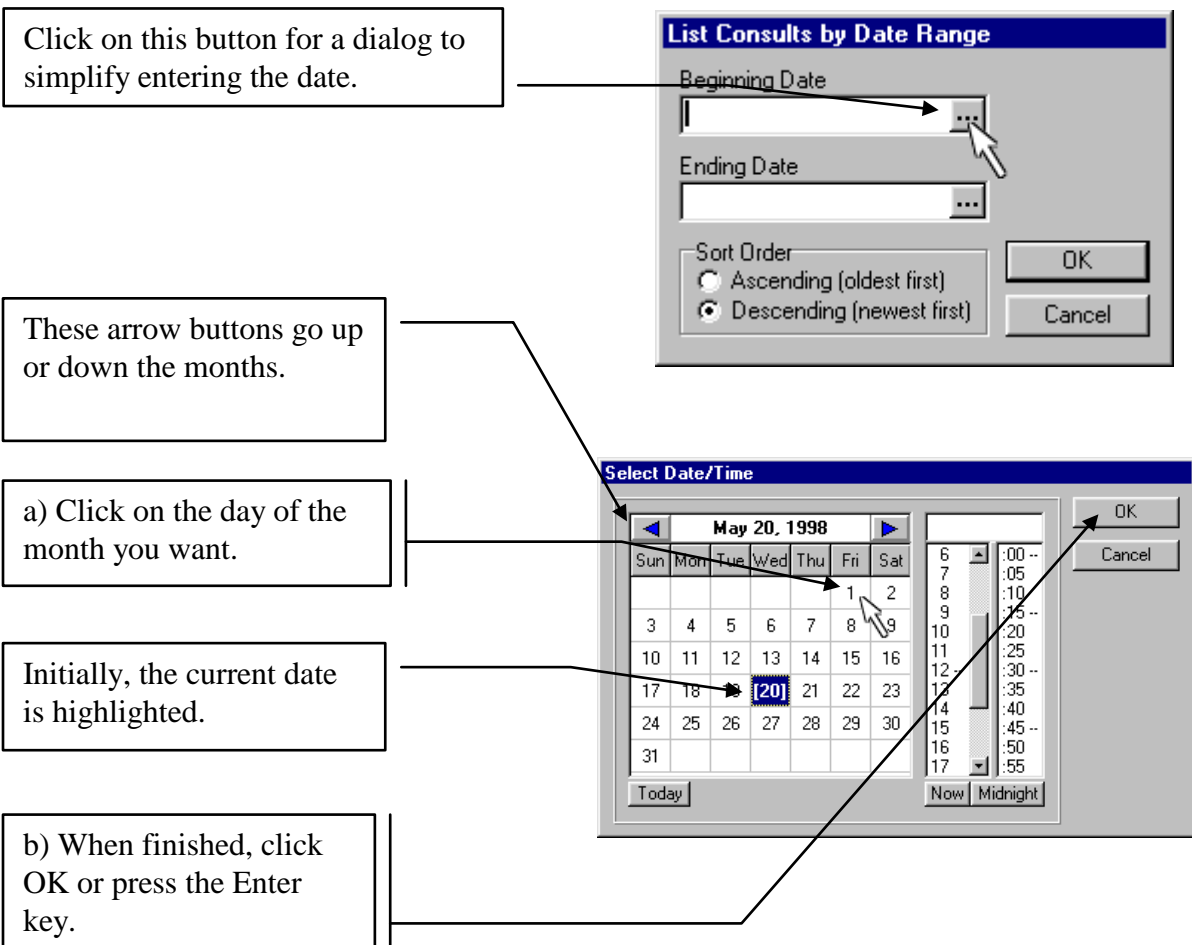 Click on this button for a dialog to
simplify entering the date.
List Consults by Date Range
Beginning Date
...
Ending Date
...
Sort Order
Ascending (oldest first)
Descending (newest first)
OK
Cancel
These arrow buttons go up
or down the months.
a) Click on the day of the
month you want.
Initially, the current date
is highlighted.
b) When finished, click
OK or press the Enter
key.
Select Date/Time
May 20, 1998
Sun Mon Tue Wed Thu Fri Sat
1 2
3 4 5 6 7 8 9
10 11 12 13 14 15 16
17 18 19 [20] 21 22 23
24 25 26 27 28 29 30
31
Today
6
7
8
9
10
11
12 --
13
14
15
16
17
:00 --
:05
:10
:15 --
:20
:25
:30 --
:35
:40
:45 --
:50
:55
Now Midnight
OK
Cancel